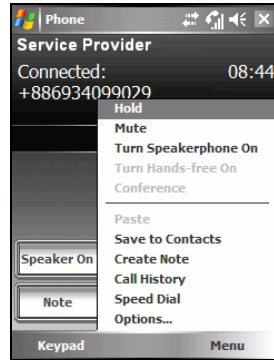 Phone
Service Provider
Connected: 08:44
+886934099029
Hold
Mute
Turn Speakerphone On
Turn Hands-free On
Conference
Paste
Save to Contacts
Speaker On
Create Note
Call History
Note
Speed Dial
Options...
Keypad Menu